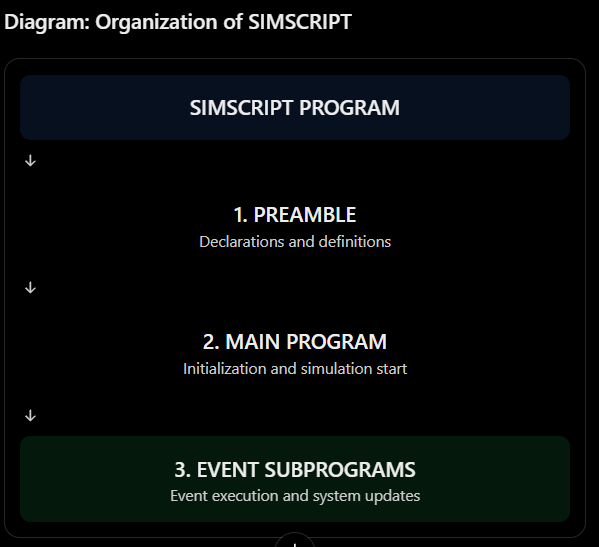 Diagram: Organization of SIMSCRIPT
SIMSCRIPT PROGRAM
↓
1. PREAMBLE
Declarations and definitions
↓
2. MAIN PROGRAM
Initialization and simulation start
↓
3. EVENT SUBPROGRAMS
Event execution and system updates